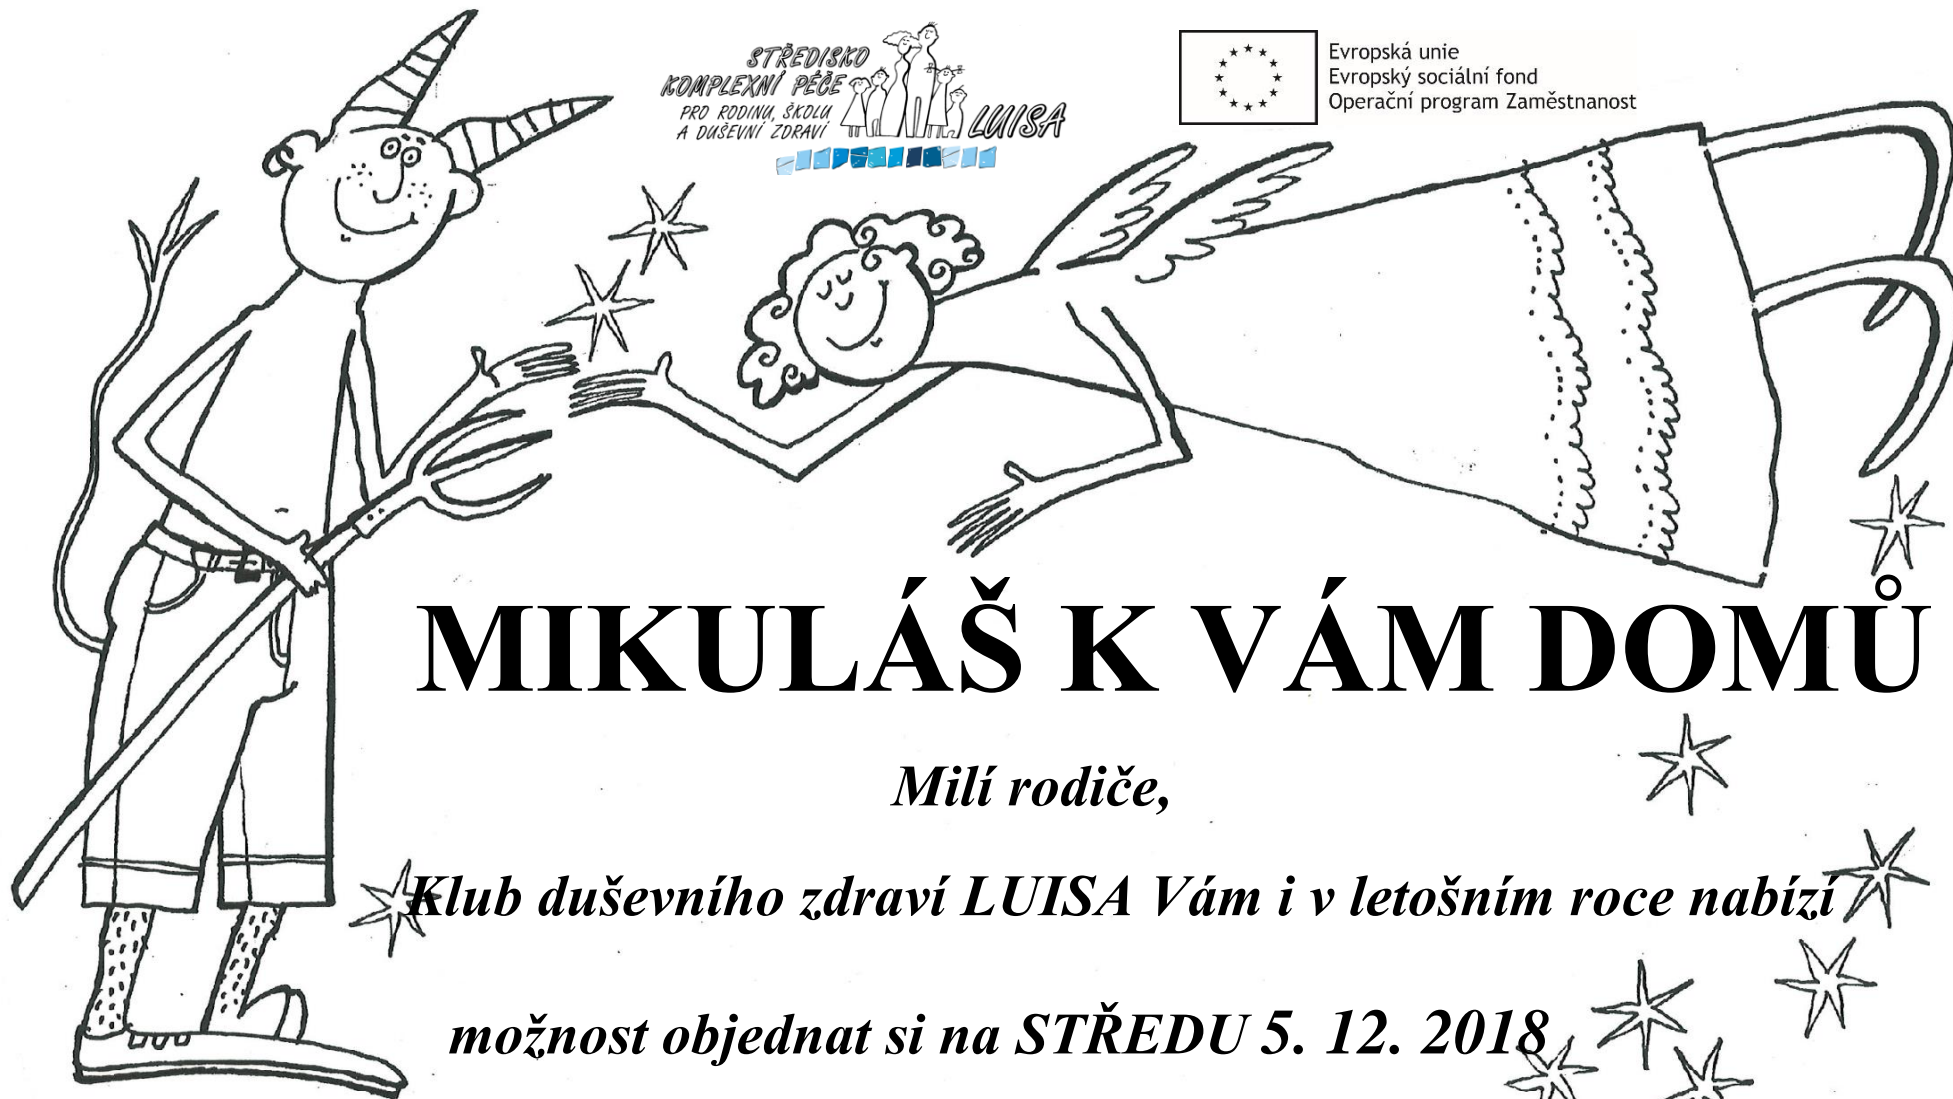 STŘEDISKO
KOMPLEXNÍ PÉČE
PRO RODINU, ŠKOLU
A DUŠEVNÍ ZDRAVÍ
LUISA
Evropská unie
Evropský sociální fond
Operační program Zaměstnanost
MIKULÁŠ K VÁM DOMŮ
Milí rodiče,
Klub duševního zdraví LUISA Vám i v letošním roce nabízí
možnost objednat si na STŘEDU 5. 12. 2018